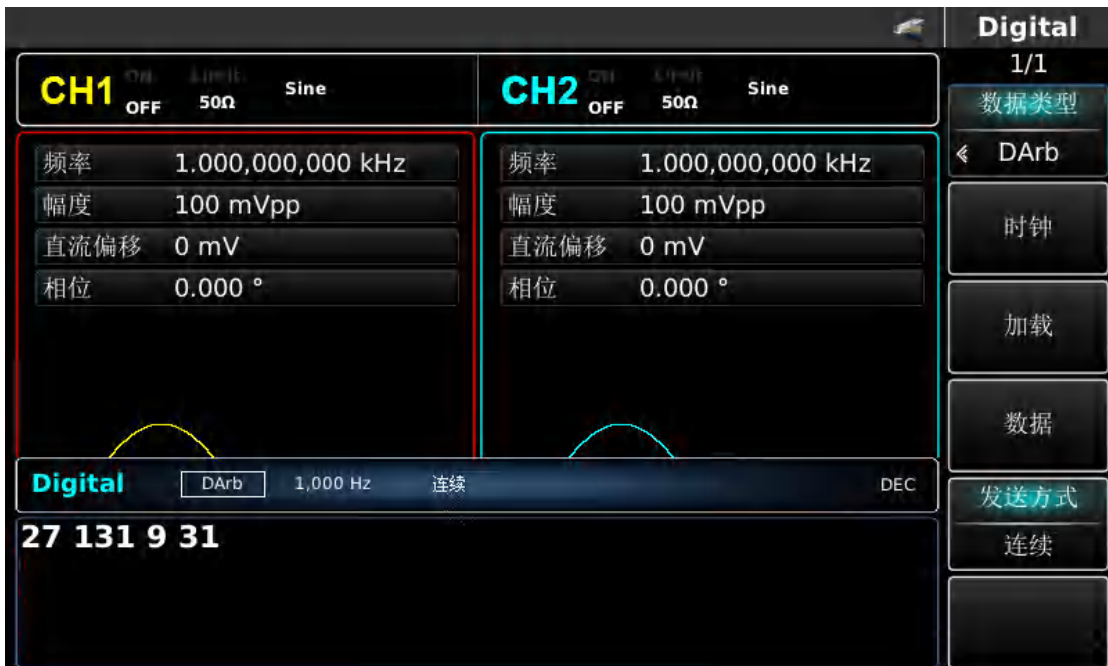 Digital
1/1
CH1 ON OFF Limit 50Ω Sine
CH2 ON OFF Limit 50Ω Sine
数据类型
DArb
频率 1.000,000,000 kHz
幅度 100 mVpp
直流偏移 0 mV
相位 0.000 °
频率 1.000,000,000 kHz
幅度 100 mVpp
直流偏移 0 mV
相位 0.000 °
时钟
加载
数据
Digital DArb 1,000 Hz 连续 DEC
27 131 9 31
发送方式
连续